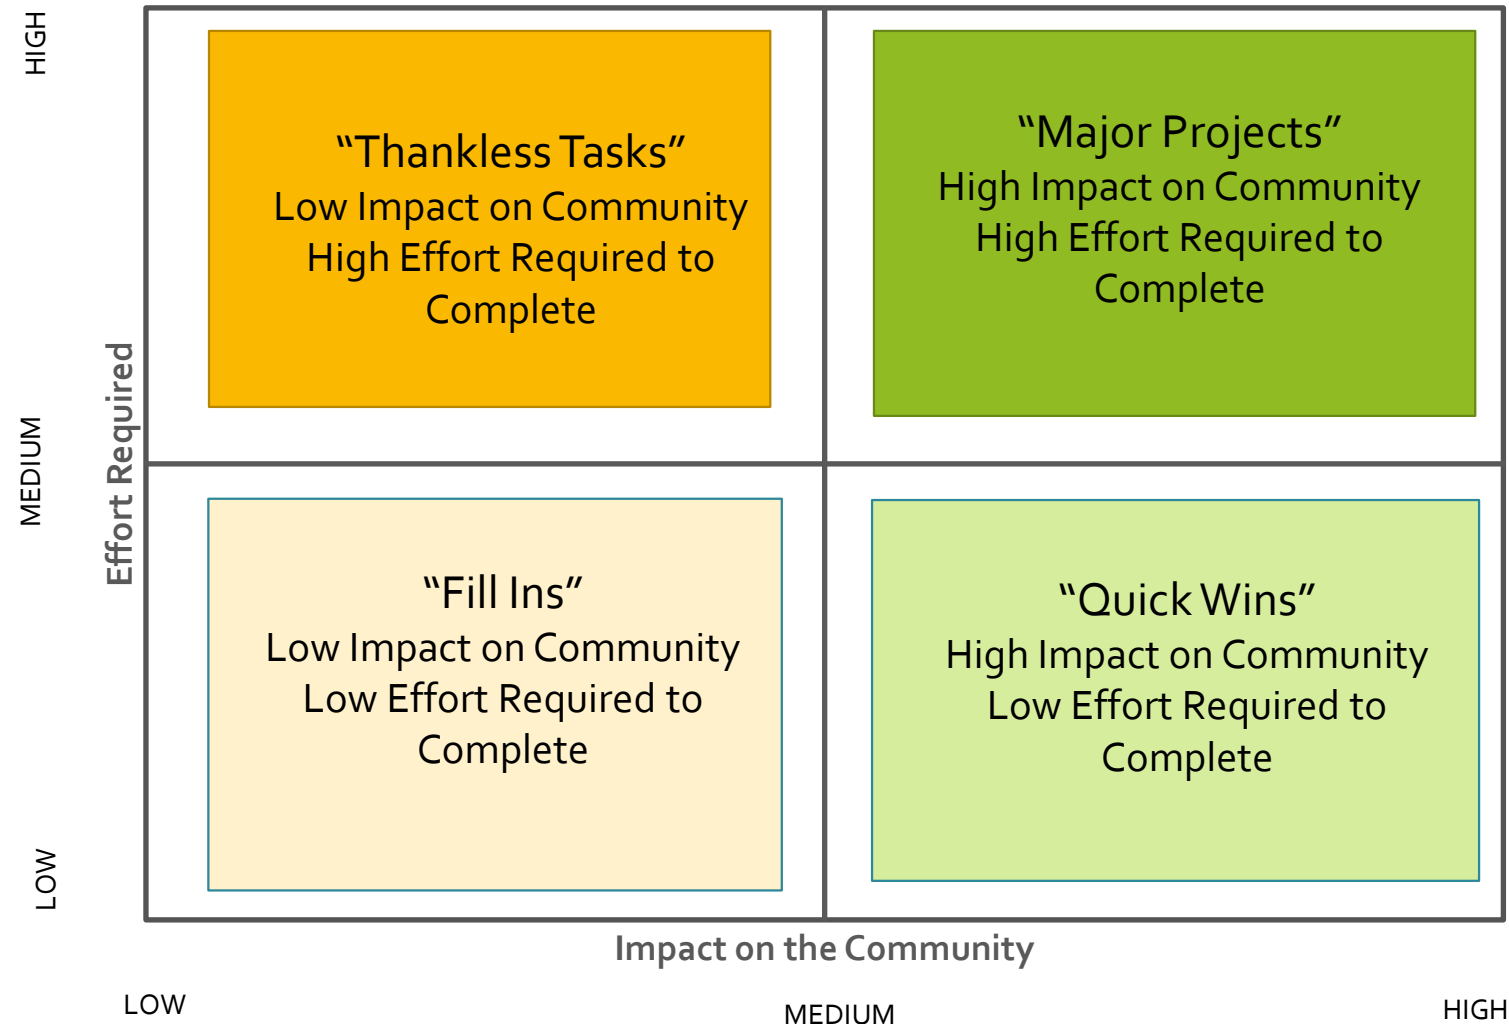 HIGH
“Thankless Tasks”
Low Impact on Community
High Effort Required to
Complete
“Major Projects”
High Impact on Community
High Effort Required to
Complete
Effort Required
MEDIUM
“Fill Ins”
Low Impact on Community
Low Effort Required to
Complete
“Quick Wins”
High Impact on Community
Low Effort Required to
Complete
LOW
Impact on the Community
LOW
MEDIUM
HIGH